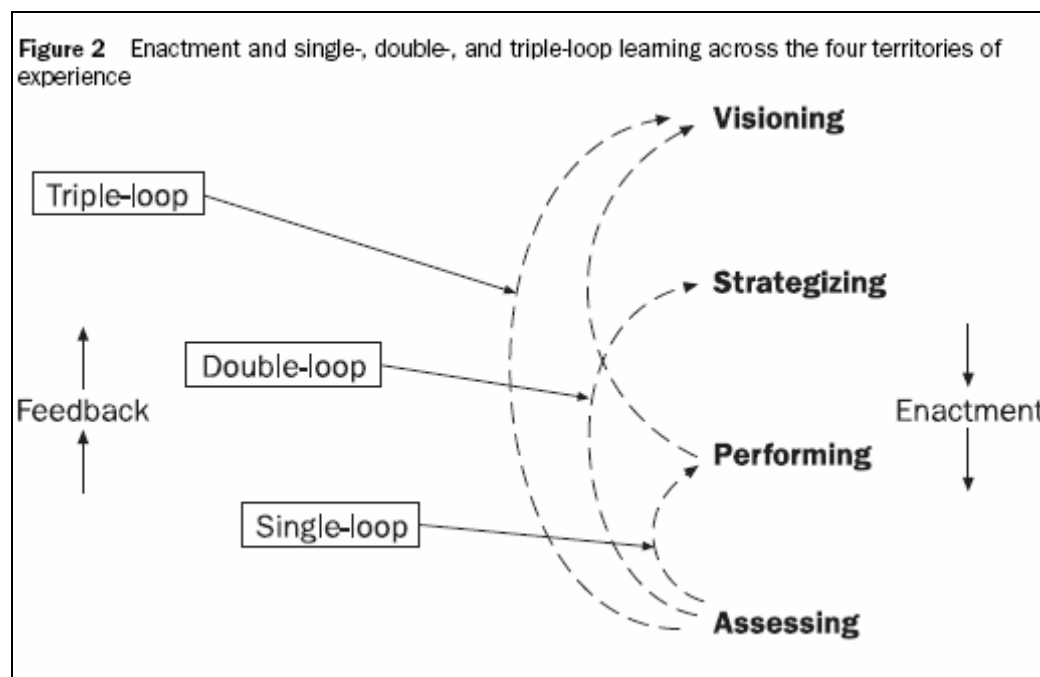 Figure 2 Enactment and single-, double-, and triple-loop learning across the four territories of
experience
Visioning
Triple-loop
Strategizing
Double-loop
Feedback
Enactment
Performing
Single-loop
Assessing